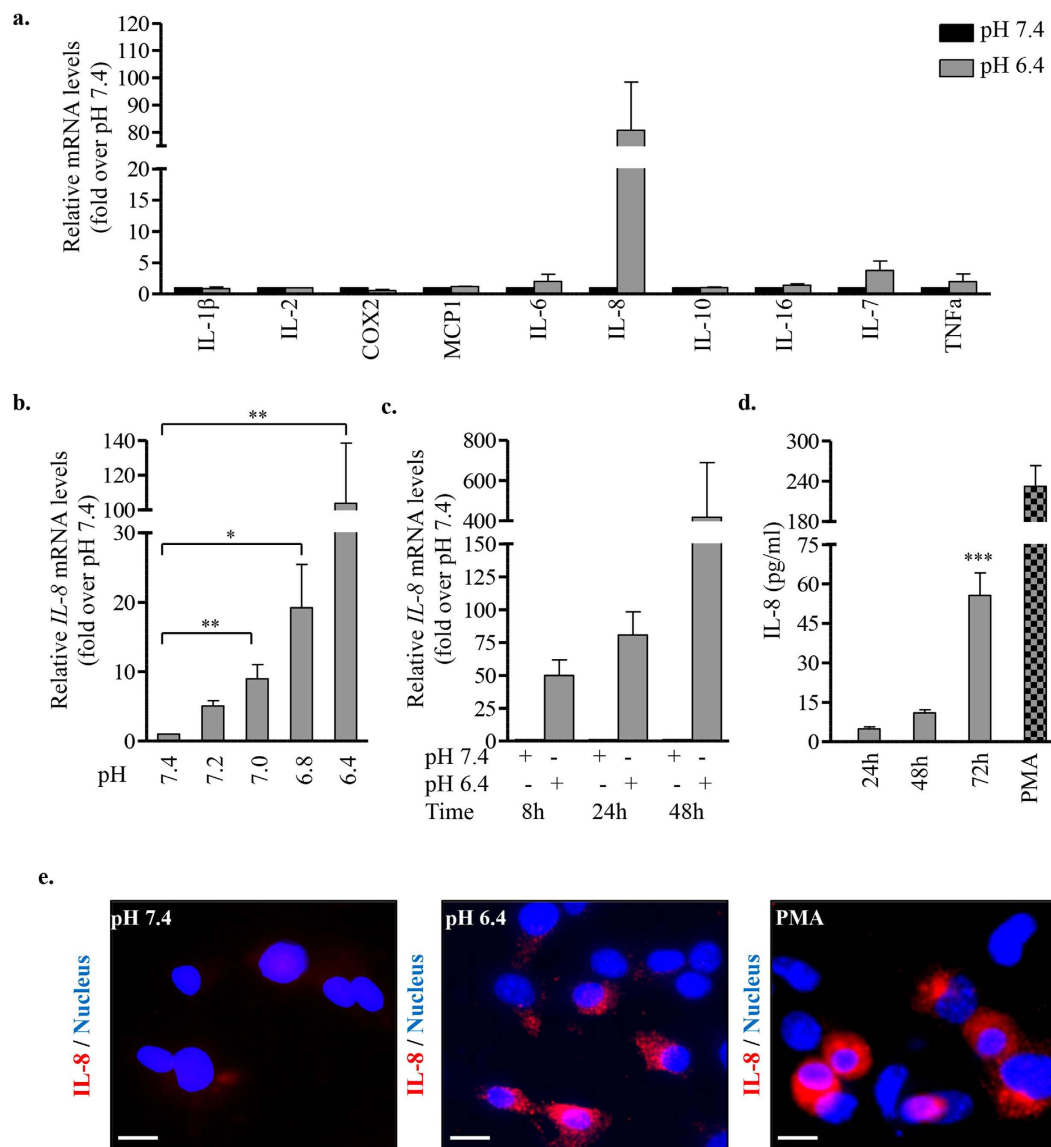 a.
Relative mRNA levels
(fold over pH 7.4)
120
110
100
90
80
20
15
10
5
0
pH 7.4
pH 6.4
IL-1β
IL-2
COX2
MCP1
IL-6
IL-8
IL-10
IL-16
IL-7
TNFa
b.
Relative IL-8 mRNA levels
(fold over pH 7.4)
140
120
100
30
20
10
0
**
*
**
pH
7.4
7.2
7.0
6.8
6.4
c.
Relative IL-8 mRNA levels
(fold over pH 7.4)
800
600
400
150
125
100
75
50
25
0
pH 7.4 + - + - + -
pH 6.4 - + - + - +
Time 8h 24h 48h
d.
IL-8 (pg/ml)
300
240
180
75
60
45
30
15
0
***
24h
48h
72h
PMA
e.
IL-8 / Nucleus
pH 7.4
IL-8 / Nucleus
pH 6.4
IL-8 / Nucleus
PMA